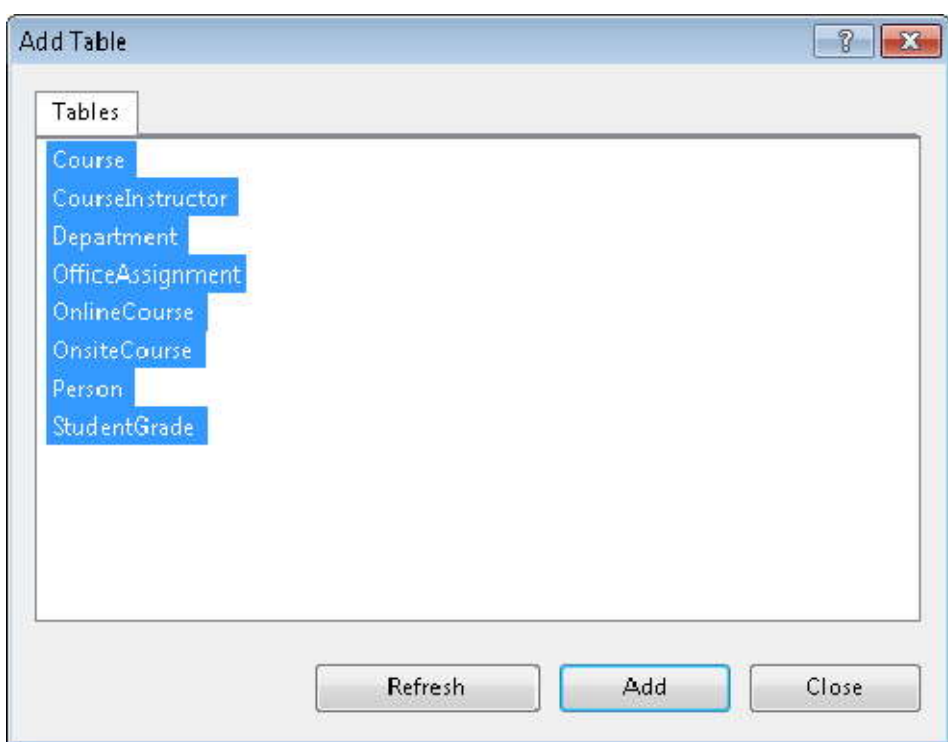 Add Table
Tables
Course
CourseInstructor
Department
OfficeAssignment
OnlineCourse
OnsiteCourse
Person
StudentGrade
Refresh Add Close